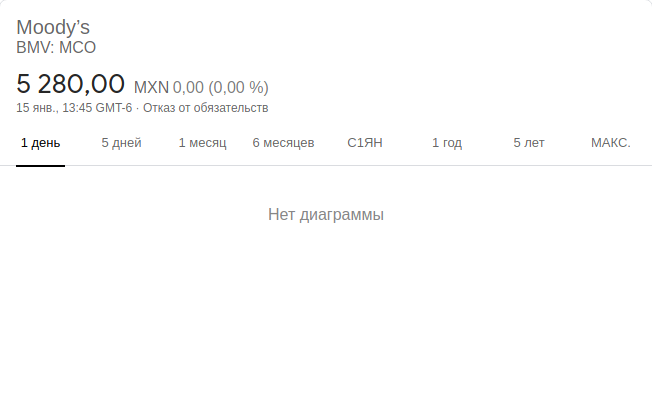 Moody’s
BMV: MCO
5 280,00 MXN 0,00 (0,00 %)
15 янв., 13:45 GMT-6 · Отказ от обязательств
1 день 5 дней 1 месяц 6 месяцев С1ЯН 1 год 5 лет МАКС.
Нет диаграммы